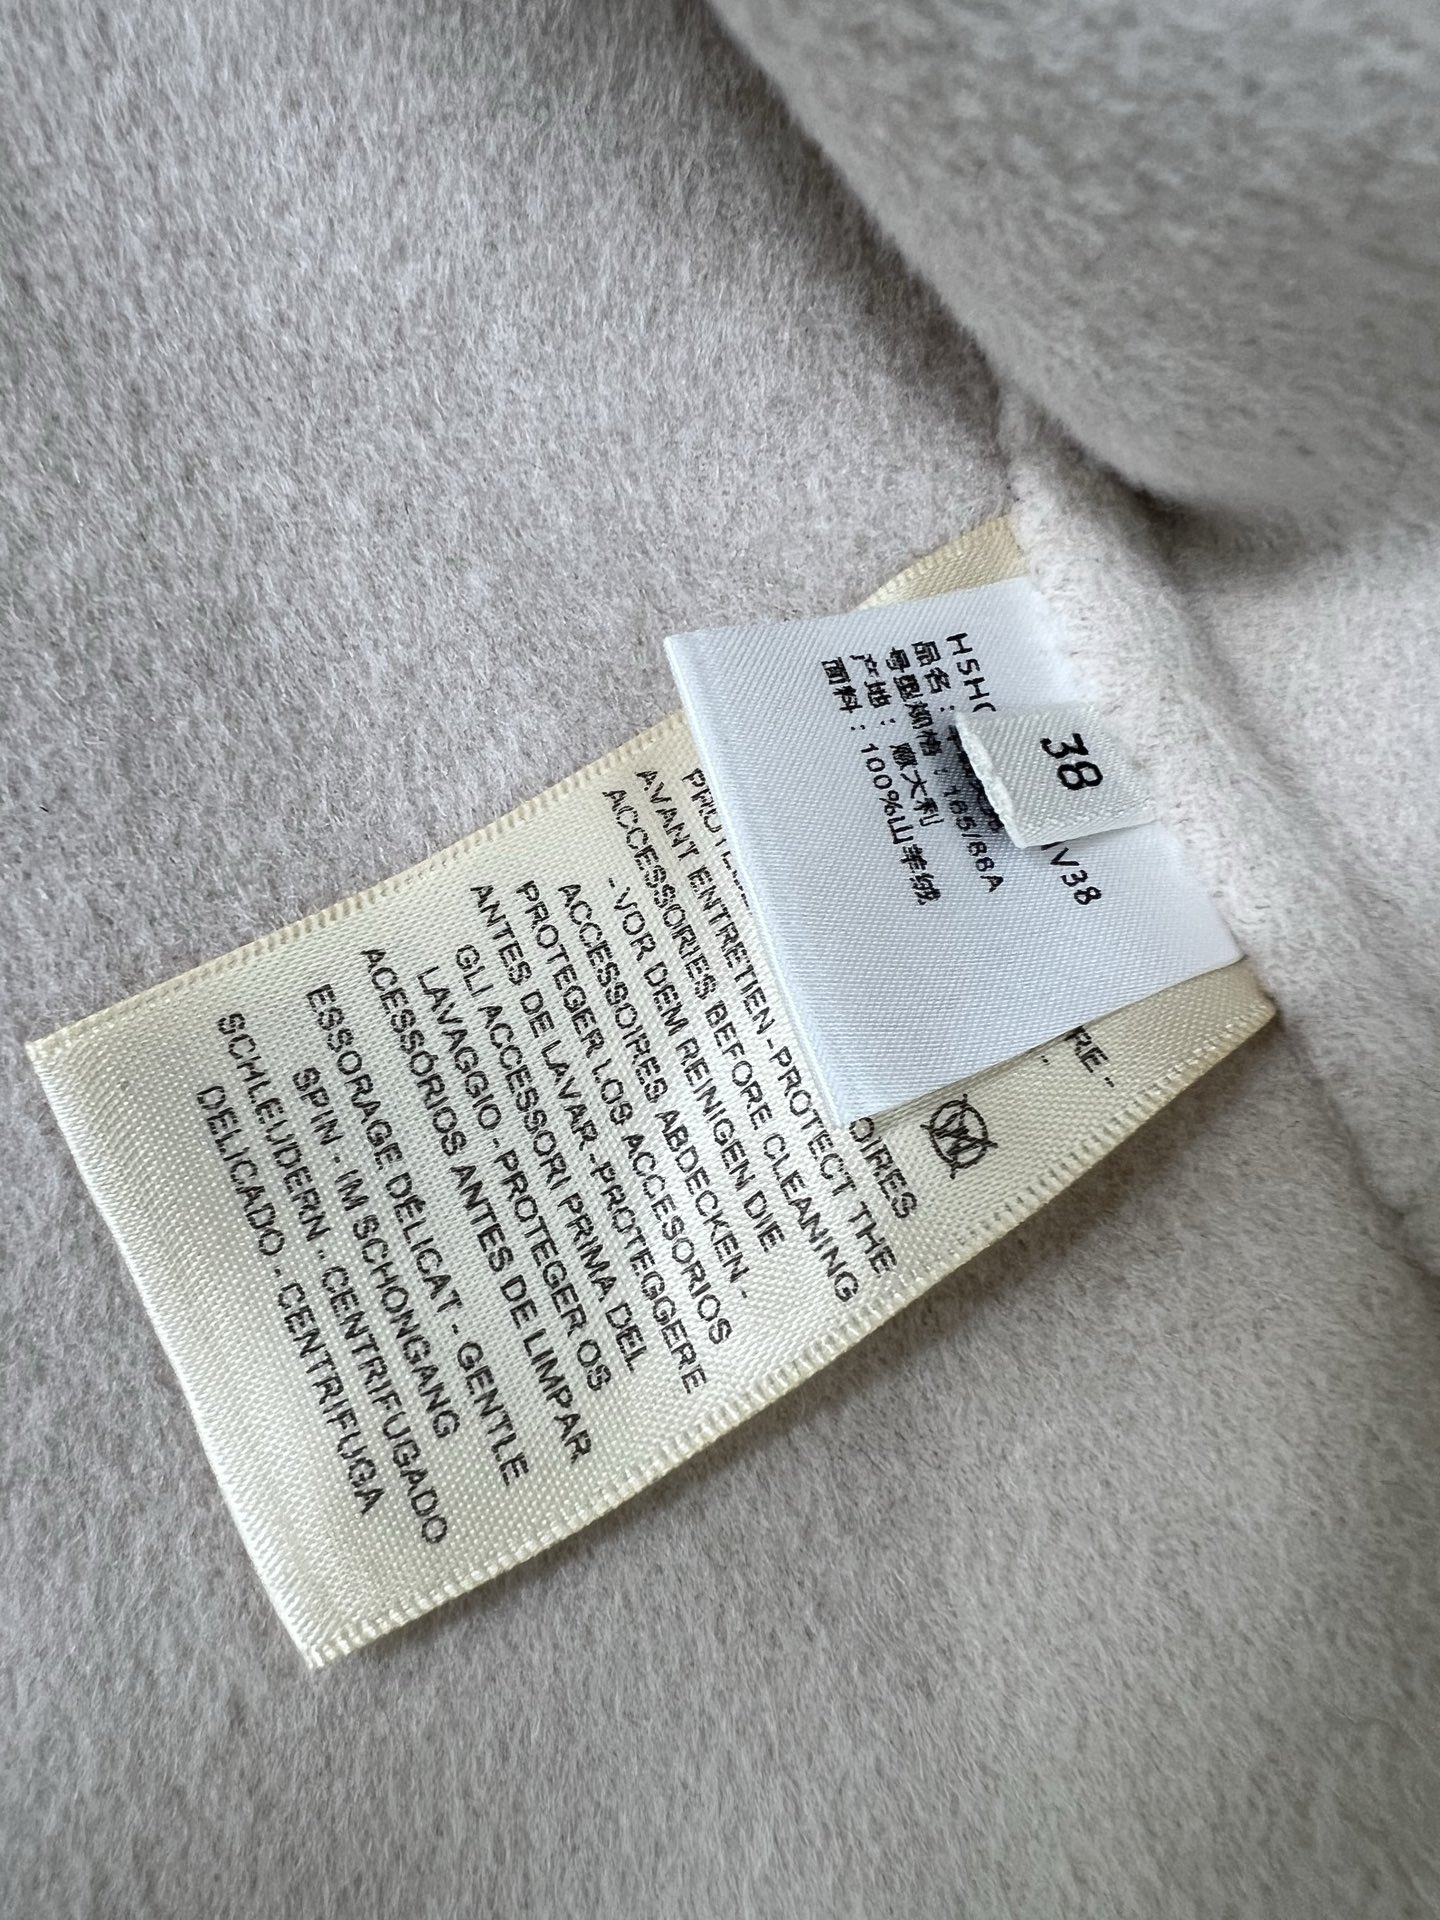 38
HSH
V38
品名：
号型规格：165/88A
产地：意大利
面料：100%山羊绒
RE -
OIRES
AVANT ENTRETIEN - PROTECT THE
ACCESSORIES BEFORE CLEANING
- VOR DEM REINIGEN DIE
ACCESSOIRES ABDECKEN -
PROTEGER LOS ACCESORIOS
ANTES DE LAVAR - PROTEGGERE
GLI ACCESSORI PRIMA DEL
LAVAGGIO - PROTEGER OS
ACESSÓRIOS ANTES DE LIMPAR
ESSORAGE DÉLICAT - GENTLE
SPIN - IM SCHONGANG
SCHLEUDERN - CENTRIFUGADO
DELICADO - CENTRIFUGA